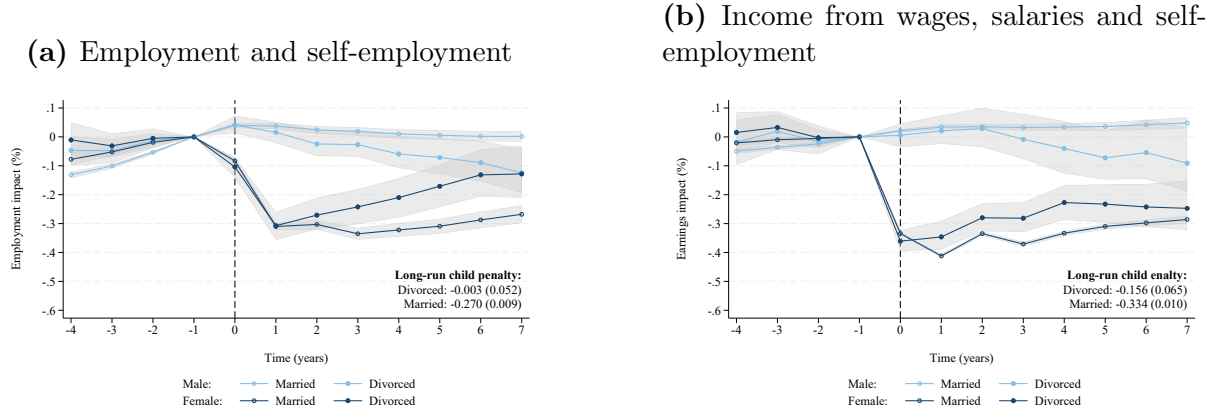 (a) Employment and self-employment
Employment impact (%)
.1
0
-.1
-.2
-.3
-.4
-.5
-.6
Long-run child penalty:
Divorced: -0.003 (0.052)
Married: -0.270 (0.009)
-4 -3 -2 -1 0 1 2 3 4 5 6 7
Time (years)
Male: Married Divorced
Female: Married Divorced
(b) Income from wages, salaries and self-
employment
Earnings impact (%)
.1
0
-.1
-.2
-.3
-.4
-.5
-.6
Long-run child enalty:
Divorced: -0.156 (0.065)
Married: -0.334 (0.010)
-4 -3 -2 -1 0 1 2 3 4 5 6 7
Time (years)
Male: Married Divorced
Female: Married Divorced